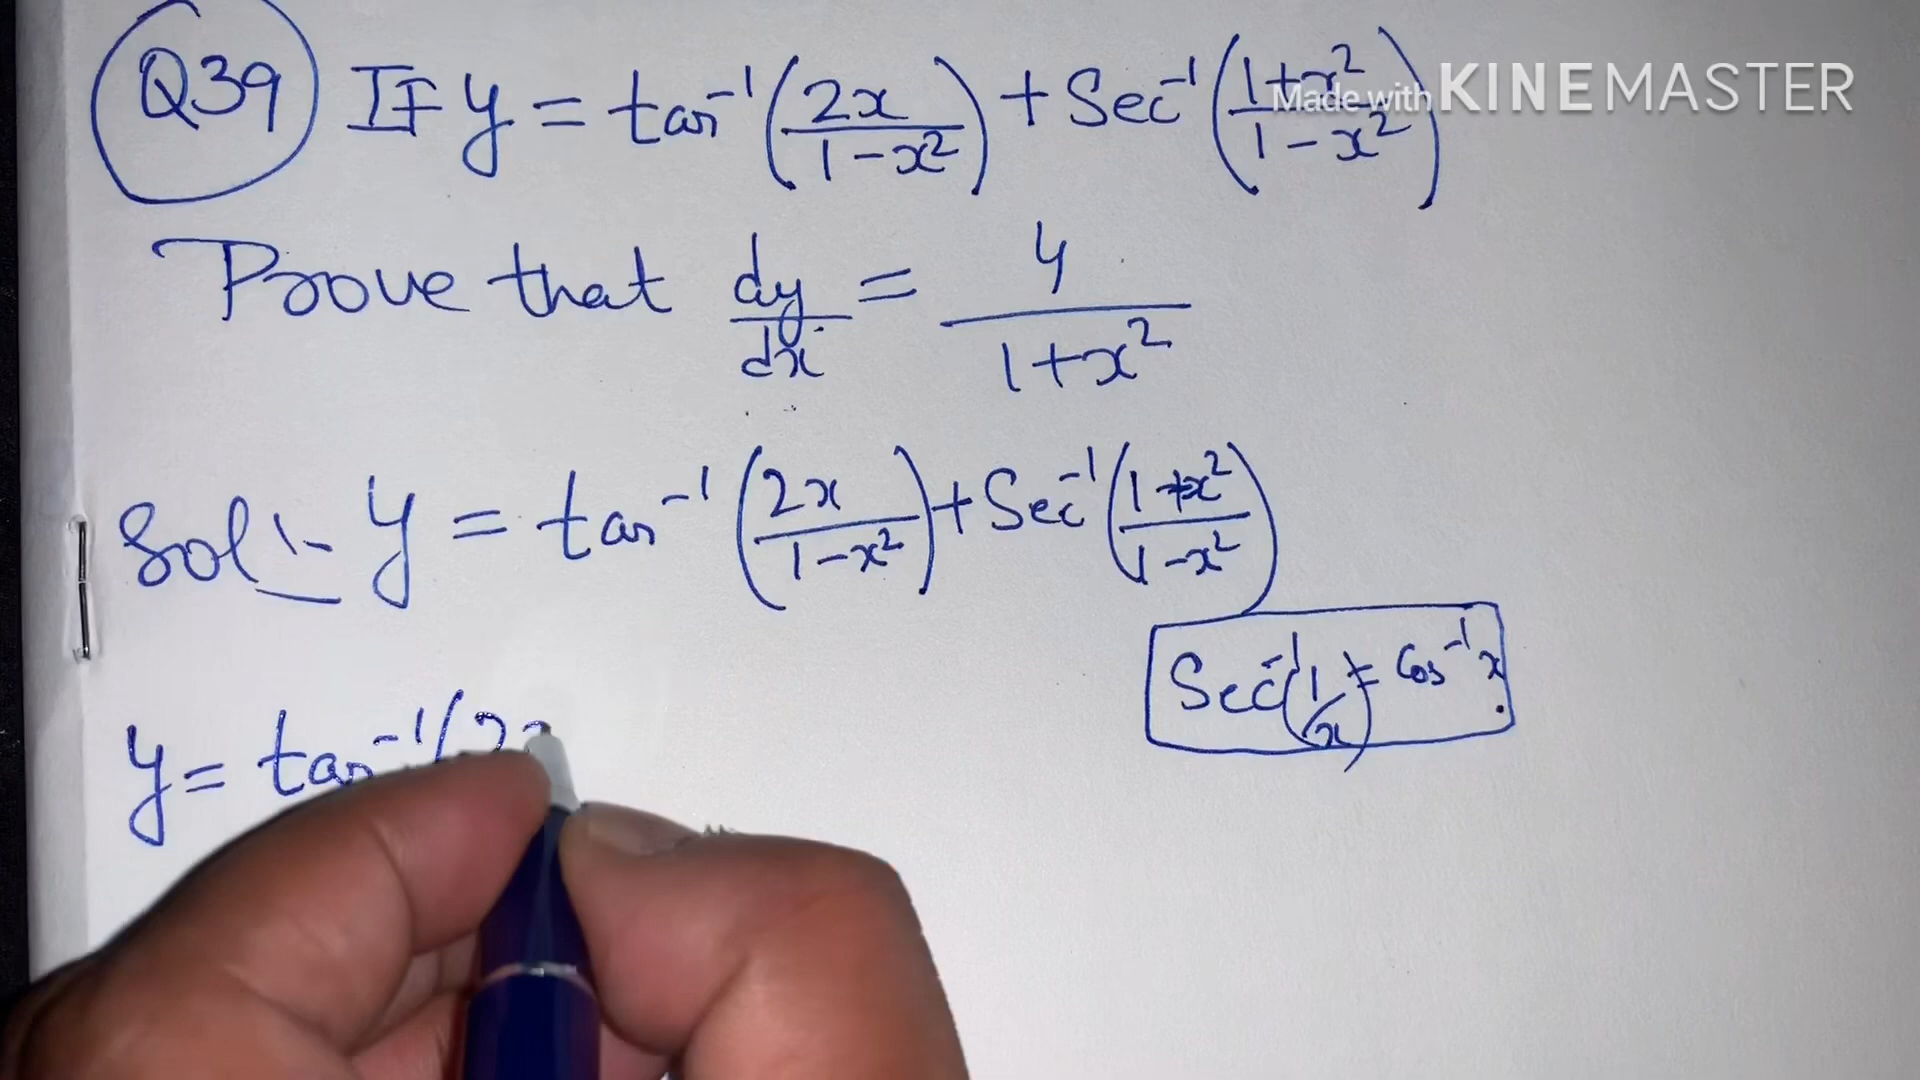 Q39 If y = tan⁻¹(2x/(1-x²)) + Sec⁻¹((1+x²)/(1-x²))
Made with KINEMASTER
Prove that dy/dx = 4/(1+x²)
Sol:- y = tan⁻¹(2x/(1-x²)) + Sec⁻¹((1+x²)/(1-x²))
Sec⁻¹(1/x) = Cos⁻¹x.
y = tan⁻¹(2x